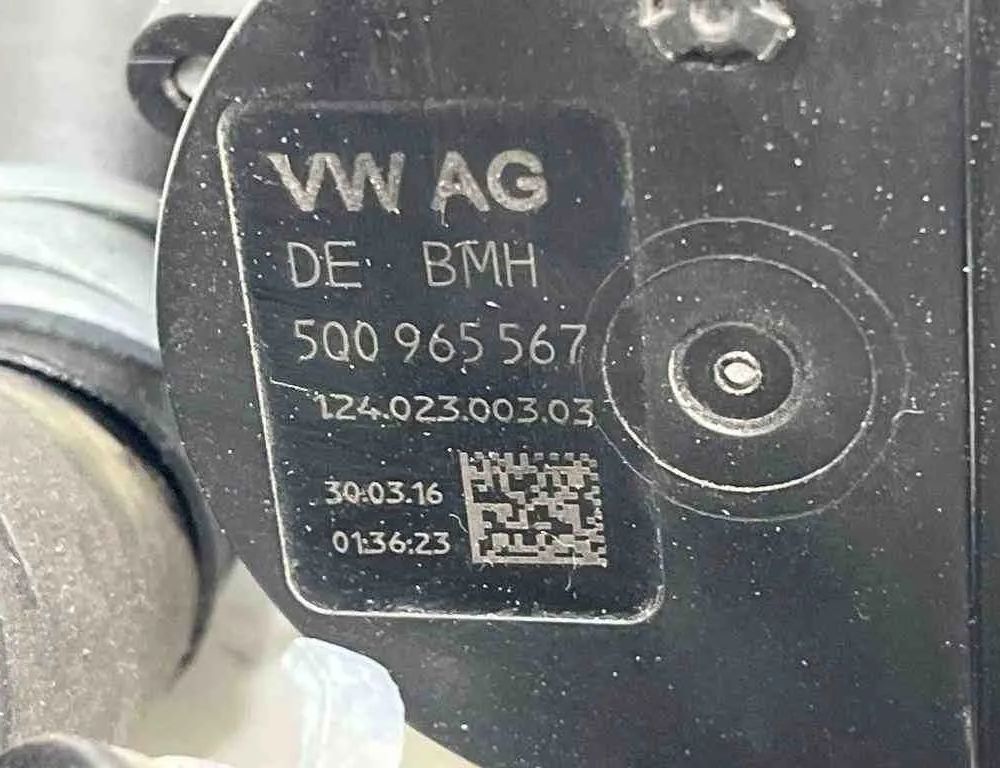 VW AG
DE BMH
5Q0 965 567
124.023.003.03
30.03.16
01:36:23